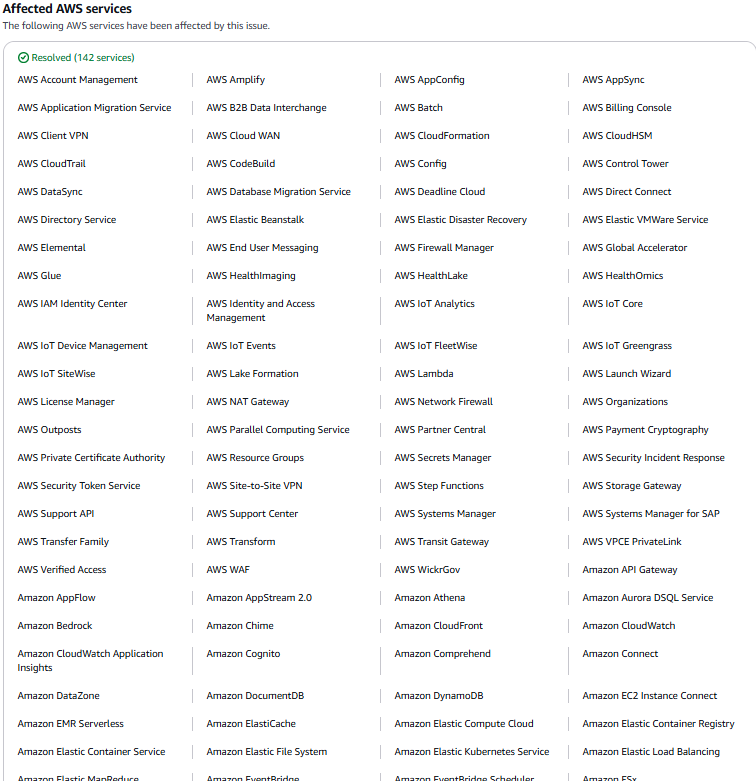 Affected AWS services
The following AWS services have been affected by this issue.
Resolved (142 services)
AWS Account Management
AWS Amplify
AWS AppConfig
AWS AppSync
AWS Application Migration Service
AWS B2B Data Interchange
AWS Batch
AWS Billing Console
AWS Client VPN
AWS Cloud WAN
AWS CloudFormation
AWS CloudHSM
AWS CloudTrail
AWS CodeBuild
AWS Config
AWS Control Tower
AWS DataSync
AWS Database Migration Service
AWS Deadline Cloud
AWS Direct Connect
AWS Directory Service
AWS Elastic Beanstalk
AWS Elastic Disaster Recovery
AWS Elastic VMWare Service
AWS Elemental
AWS End User Messaging
AWS Firewall Manager
AWS Global Accelerator
AWS Glue
AWS HealthImaging
AWS HealthLake
AWS HealthOmics
AWS IAM Identity Center
AWS Identity and Access
Management
AWS IoT Analytics
AWS IoT Core
AWS IoT Device Management
AWS IoT Events
AWS IoT FleetWise
AWS IoT Greengrass
AWS IoT SiteWise
AWS Lake Formation
AWS Lambda
AWS Launch Wizard
AWS License Manager
AWS NAT Gateway
AWS Network Firewall
AWS Organizations
AWS Outposts
AWS Parallel Computing Service
AWS Partner Central
AWS Payment Cryptography
AWS Private Certificate Authority
AWS Resource Groups
AWS Secrets Manager
AWS Security Incident Response
AWS Security Token Service
AWS Site-to-Site VPN
AWS Step Functions
AWS Storage Gateway
AWS Support API
AWS Support Center
AWS Systems Manager
AWS Systems Manager for SAP
AWS Transfer Family
AWS Transform
AWS Transit Gateway
AWS VPCE PrivateLink
AWS Verified Access
AWS WAF
AWS WickrGov
Amazon API Gateway
Amazon AppFlow
Amazon AppStream 2.0
Amazon Athena
Amazon Aurora DSQL Service
Amazon Bedrock
Amazon Chime
Amazon CloudFront
Amazon CloudWatch
Amazon CloudWatch Application
Insights
Amazon Cognito
Amazon Comprehend
Amazon Connect
Amazon DataZone
Amazon DocumentDB
Amazon DynamoDB
Amazon EC2 Instance Connect
Amazon EMR Serverless
Amazon ElastiCache
Amazon Elastic Compute Cloud
Amazon Elastic Container Registry
Amazon Elastic Container Service
Amazon Elastic File System
Amazon Elastic Kubernetes Service
Amazon Elastic Load Balancing
Amazon Elastic MapReduce
Amazon EventBridge
Amazon EventBridge Scheduler
Amazon FSx